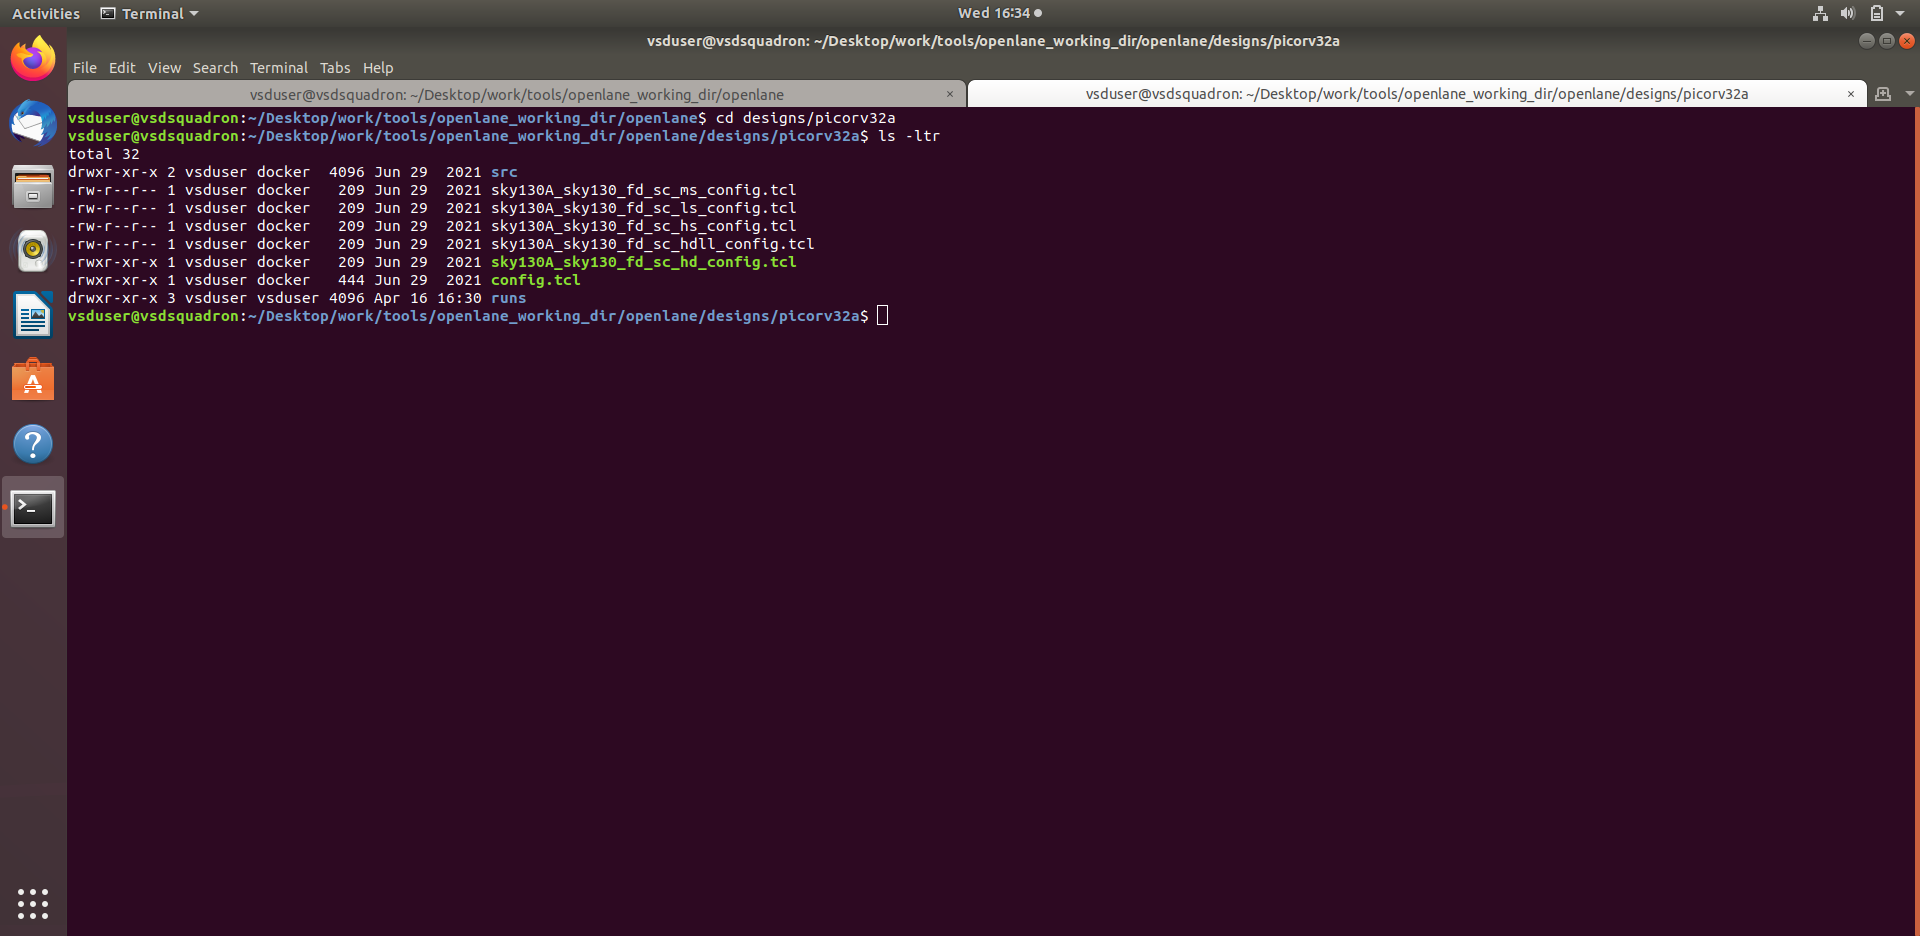 Activities
Terminal
Wed 16:34
vsduser@vsdsquadron: ~/Desktop/work/tools/openlane_working_dir/openlane/designs/picorv32a
File Edit View Search Terminal Tabs Help
vsduser@vsdsquadron: ~/Desktop/work/tools/openlane_working_dir/openlane
vsduser@vsdsquadron: ~/Desktop/work/tools/openlane_working_dir/openlane/designs/picorv32a
vsduser@vsdsquadron:~/Desktop/work/tools/openlane_working_dir/openlane$ cd designs/picorv32a
vsduser@vsdsquadron:~/Desktop/work/tools/openlane_working_dir/openlane/designs/picorv32a$ ls -ltr
total 32
drwxr-xr-x 2 vsduser docker  4096 Jun 29  2021 src
-rw-r--r-- 1 vsduser docker   209 Jun 29  2021 sky130A_sky130_fd_sc_ms_config.tcl
-rw-r--r-- 1 vsduser docker   209 Jun 29  2021 sky130A_sky130_fd_sc_ls_config.tcl
-rw-r--r-- 1 vsduser docker   209 Jun 29  2021 sky130A_sky130_fd_sc_hs_config.tcl
-rw-r--r-- 1 vsduser docker   209 Jun 29  2021 sky130A_sky130_fd_sc_hdll_config.tcl
-rwxr-xr-x 1 vsduser docker   209 Jun 29  2021 sky130A_sky130_fd_sc_hd_config.tcl
-rwxr-xr-x 1 vsduser docker   444 Jun 29  2021 config.tcl
drwxr-xr-x 3 vsduser vsduser 4096 Apr 16 16:30 runs
vsduser@vsdsquadron:~/Desktop/work/tools/openlane_working_dir/openlane/designs/picorv32a$